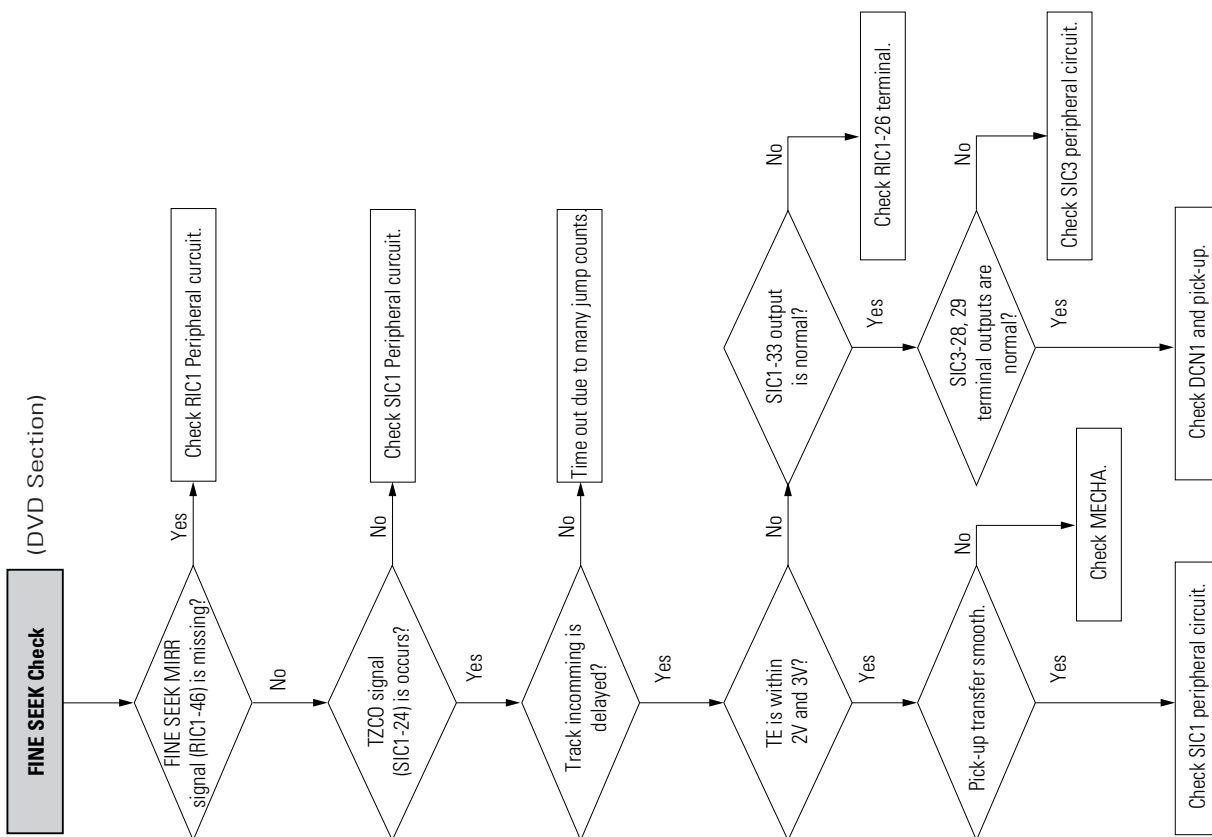 FINE SEEK Check
(DVD Section)
FINE SEEK MIRR
signal (RIC1-46) is missing?
Yes
Check RIC1 Peripheral curcuit.
No
TZCO signal
(SIC1-24) is occurs?
No
Check SIC1 Peripheral curcuit.
Yes
Track incomming is
delayed?
No
Time out due to many jump counts.
Yes
TE is within
2V and 3V?
No
SIC1-33 output
is normal?
No
Check RIC1-26 terminal.
Yes
Yes
Pick-up transfer smooth.
No
Check MECHA.
SIC3-28, 29
terminal outputs are
normal?
No
Check SIC3 peripheral circuit.
Yes
Yes
Check SIC1 peripheral circuit.
Check DCN1 and pick-up.